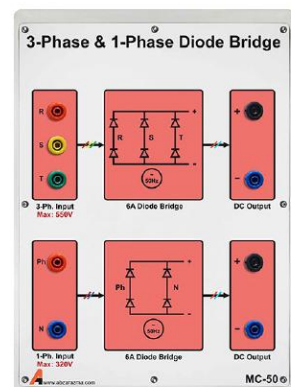 3-Phase & 1-Phase Diode Bridge
R
S
T
3-Ph. Input
Max: 550V
R S T
+
-
~
50Hz
6A Diode Bridge
+
-
DC Output
Ph
N
1-Ph. Input
Max: 320V
Ph N
+
-
~
50Hz
6A Diode Bridge
+
-
DC Output
www.abcarazma.com
MC-50